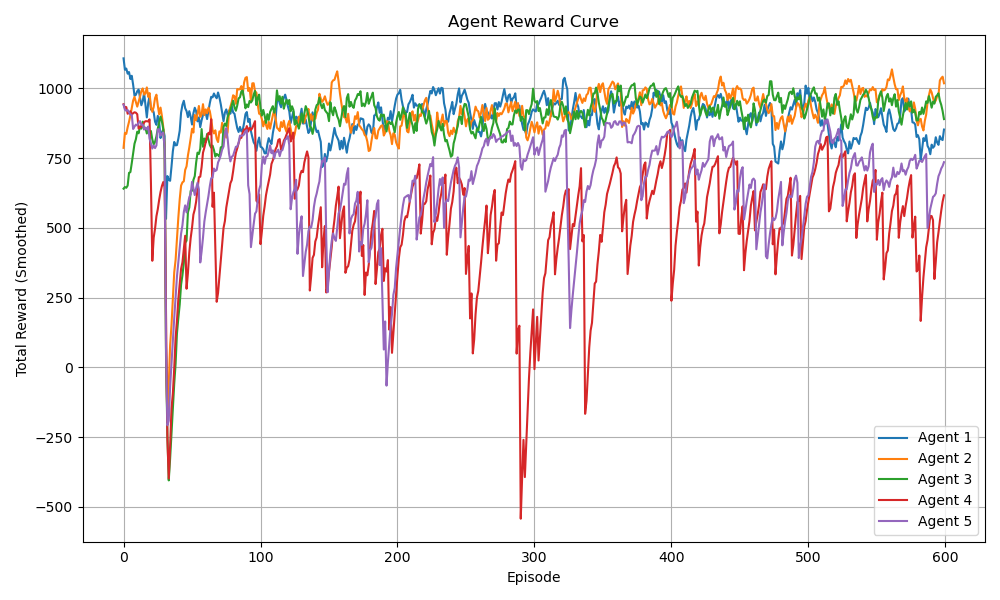 Agent Reward Curve
Total Reward (Smoothed)
1000
750
500
250
0
−250
−500
0 100 200 300 400 500 600
Episode
Agent 1
Agent 2
Agent 3
Agent 4
Agent 5